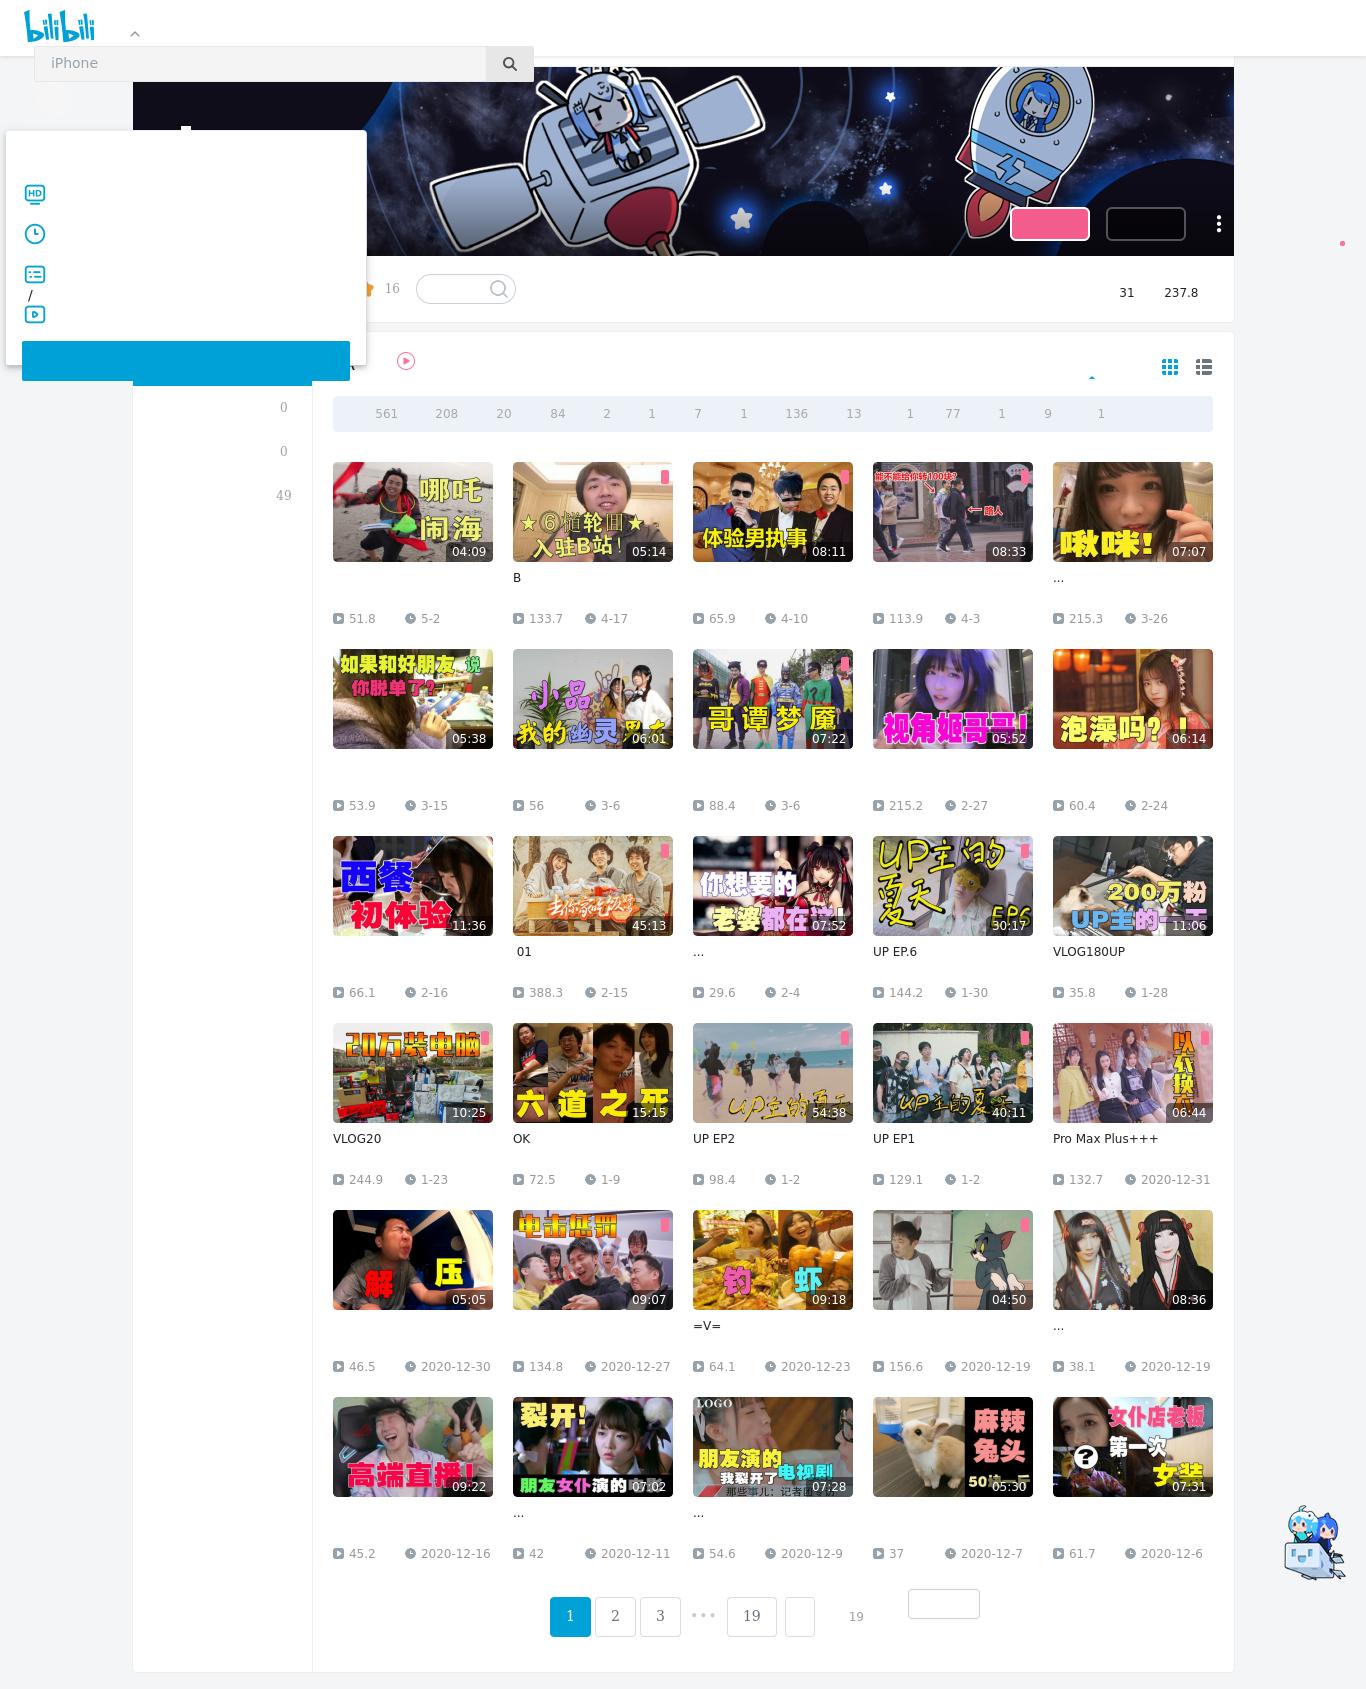 bilibili
iPhone
/
16
31
237.8
561 208 20 84 2 1 7 1 136 13 1 77 1 9 1
0
0
49
哪吒
闹海
04:09
入驻B站!
05:14
体验男执事
08:11
能不能给你转100块?
路人
08:33
啾咪!
07:07
B
...
51.8 5-2
133.7 4-17
65.9 4-10
113.9 4-3
215.3 3-26
如果和好朋友说
你脱单了?
05:38
小品
我的幽灵男友
06:01
哥谭梦魇
07:22
视角姬哥哥!
05:52
泡澡吗?!
06:14
53.9 3-15
56 3-6
88.4 3-6
215.2 2-27
60.4 2-24
西餐
初体验
11:36
去你家吃饭好吗
45:13
你想要的
老婆都在这!
07:52
UP主的
夏天
EP6
30:17
200万粉
UP主的一天
11:06
01
...
UP EP.6
VLOG180UP
66.1 2-16
388.3 2-15
29.6 2-4
144.2 1-30
35.8 1-28
20万装电脑
10:25
六道之死
15:15
UP主的夏天
54:38
UP主的夏天
40:11
以衣换衣
06:44
VLOG20
OK
UP EP2
UP EP1
Pro Max Plus+++
244.9 1-23
72.5 1-9
98.4 1-2
129.1 1-2
132.7 2020-12-31
解压
05:05
电击惩罚
09:07
钓虾
09:18
04:50
08:36
=V=
...
46.5 2020-12-30
134.8 2020-12-27
64.1 2020-12-23
156.6 2020-12-19
38.1 2020-12-19
高端直播!
09:22
裂开!
朋友女仆演的电影
07:02
LOGO
朋友演的
我裂开了电视剧
那些事儿:记者团
07:28
麻辣
兔头
05:30
女仆店老板
第一次
女装
07:31
...
...
45.2 2020-12-16
42 2020-12-11
54.6 2020-12-9
37 2020-12-7
61.7 2020-12-6
1 2 3 ••• 19 19